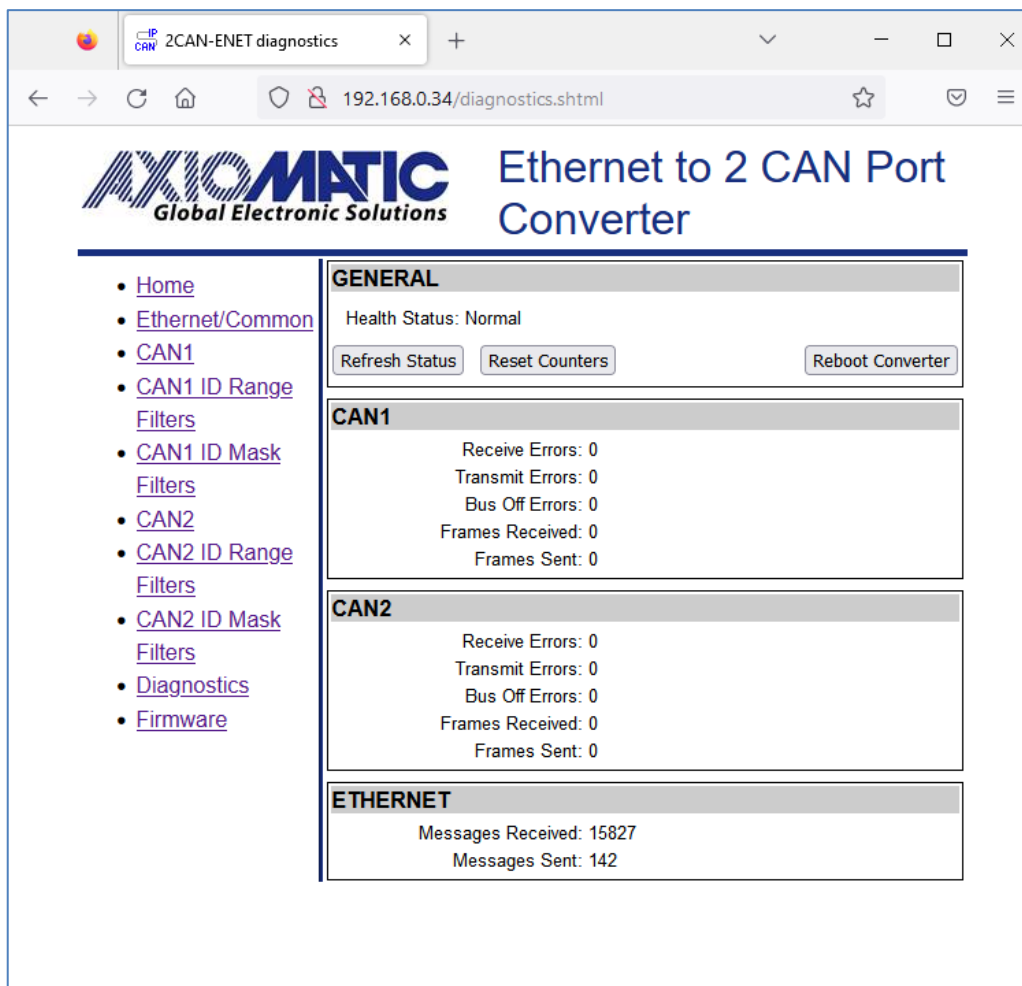 IP
CAN
2CAN-ENET diagnostics
192.168.0.34/diagnostics.shtml
AXIOMATIC
Global Electronic Solutions
Ethernet to 2 CAN Port
Converter
Home
Ethernet/Common
CAN1
CAN1 ID Range
Filters
CAN1 ID Mask
Filters
CAN2
CAN2 ID Range
Filters
CAN2 ID Mask
Filters
Diagnostics
Firmware
GENERAL
Health Status: Normal
Refresh Status Reset Counters Reboot Converter
CAN1
Receive Errors: 0
Transmit Errors: 0
Bus Off Errors: 0
Frames Received: 0
Frames Sent: 0
CAN2
Receive Errors: 0
Transmit Errors: 0
Bus Off Errors: 0
Frames Received: 0
Frames Sent: 0
ETHERNET
Messages Received: 15827
Messages Sent: 142